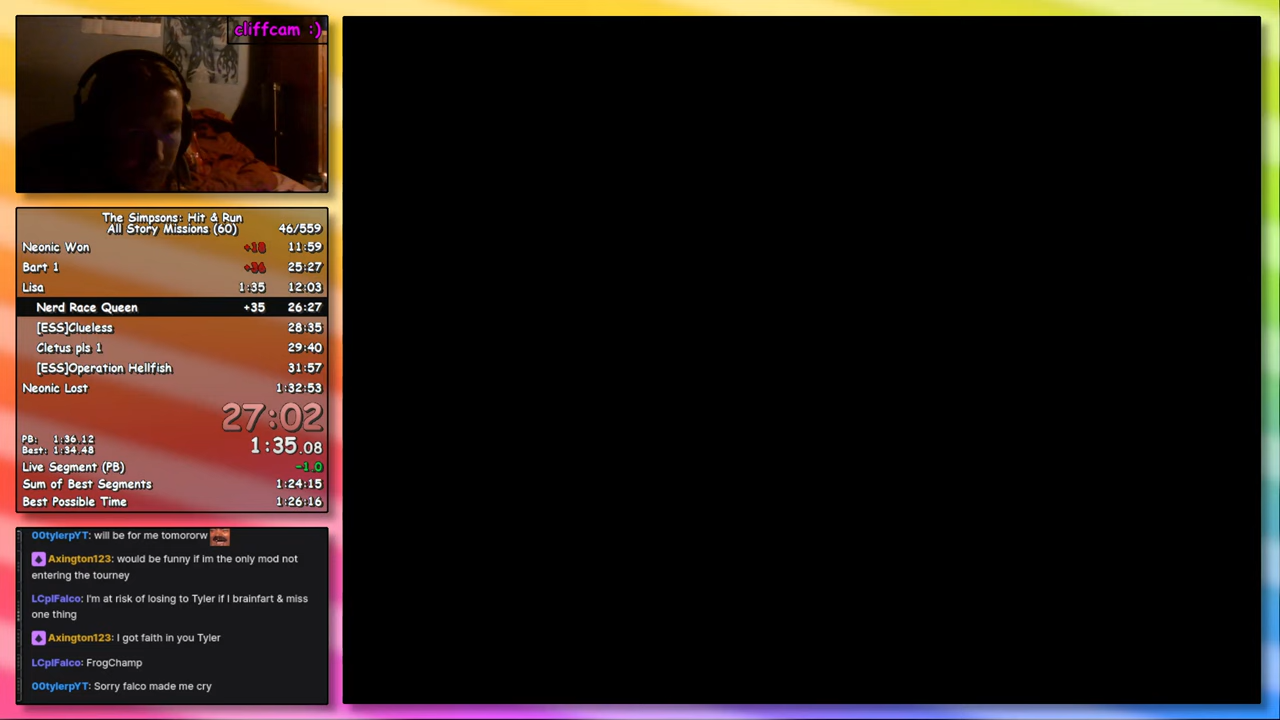 cliffcam :)
The Simpsons: Hit & Run
All Story Missions (60) 46/559
Neonic Won +18 11:59
Bart 1 +36 25:27
Lisa 1:35 12:03
Nerd Race Queen +35 26:27
[ESS]Clueless 28:35
Cletus pls 1 29:40
[ESS]Operation Hellfish 31:57
Neonic Lost 1:32:53
27:02
PB: 1:36.12
Best: 1:34.48
1:35.08
Live Segment (PB) -1.0
Sum of Best Segments 1:24:15
Best Possible Time 1:26:16
00tylerpYT: will be for me tomororw
Axington123: would be funny if im the only mod not
entering the tourney
LCplFalco: I'm at risk of losing to Tyler if I brainfart & miss
one thing
Axington123: I got faith in you Tyler
LCplFalco: FrogChamp
00tylerpYT: Sorry falco made me cry